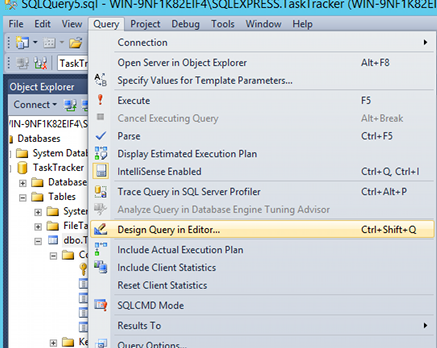 SQLQuery5.sql - WIN-9NF1K82EIF4\SQLEXPRESS.TaskTracker (WIN-9NF1K82EI
File Edit View Query Project Debug Tools Window Help
Connection
Open Server in Object Explorer Alt+F8
Specify Values for Template Parameters...
Execute F5
Cancel Executing Query Alt+Break
Parse Ctrl+F5
Display Estimated Execution Plan
IntelliSense Enabled Ctrl+Q, Ctrl+I
Trace Query in SQL Server Profiler Ctrl+Alt+P
Analyze Query in Database Engine Tuning Advisor
Design Query in Editor... Ctrl+Shift+Q
Include Actual Execution Plan
Include Client Statistics
Reset Client Statistics
SQLCMD Mode
Results To
Query Options...
TaskTr
Object Explorer
Connect
WIN-9NF1K82EIF4\S
Databases
System Datab
TaskTracker
Database
Tables
System
FileTa
dbo.T
Co
Ke